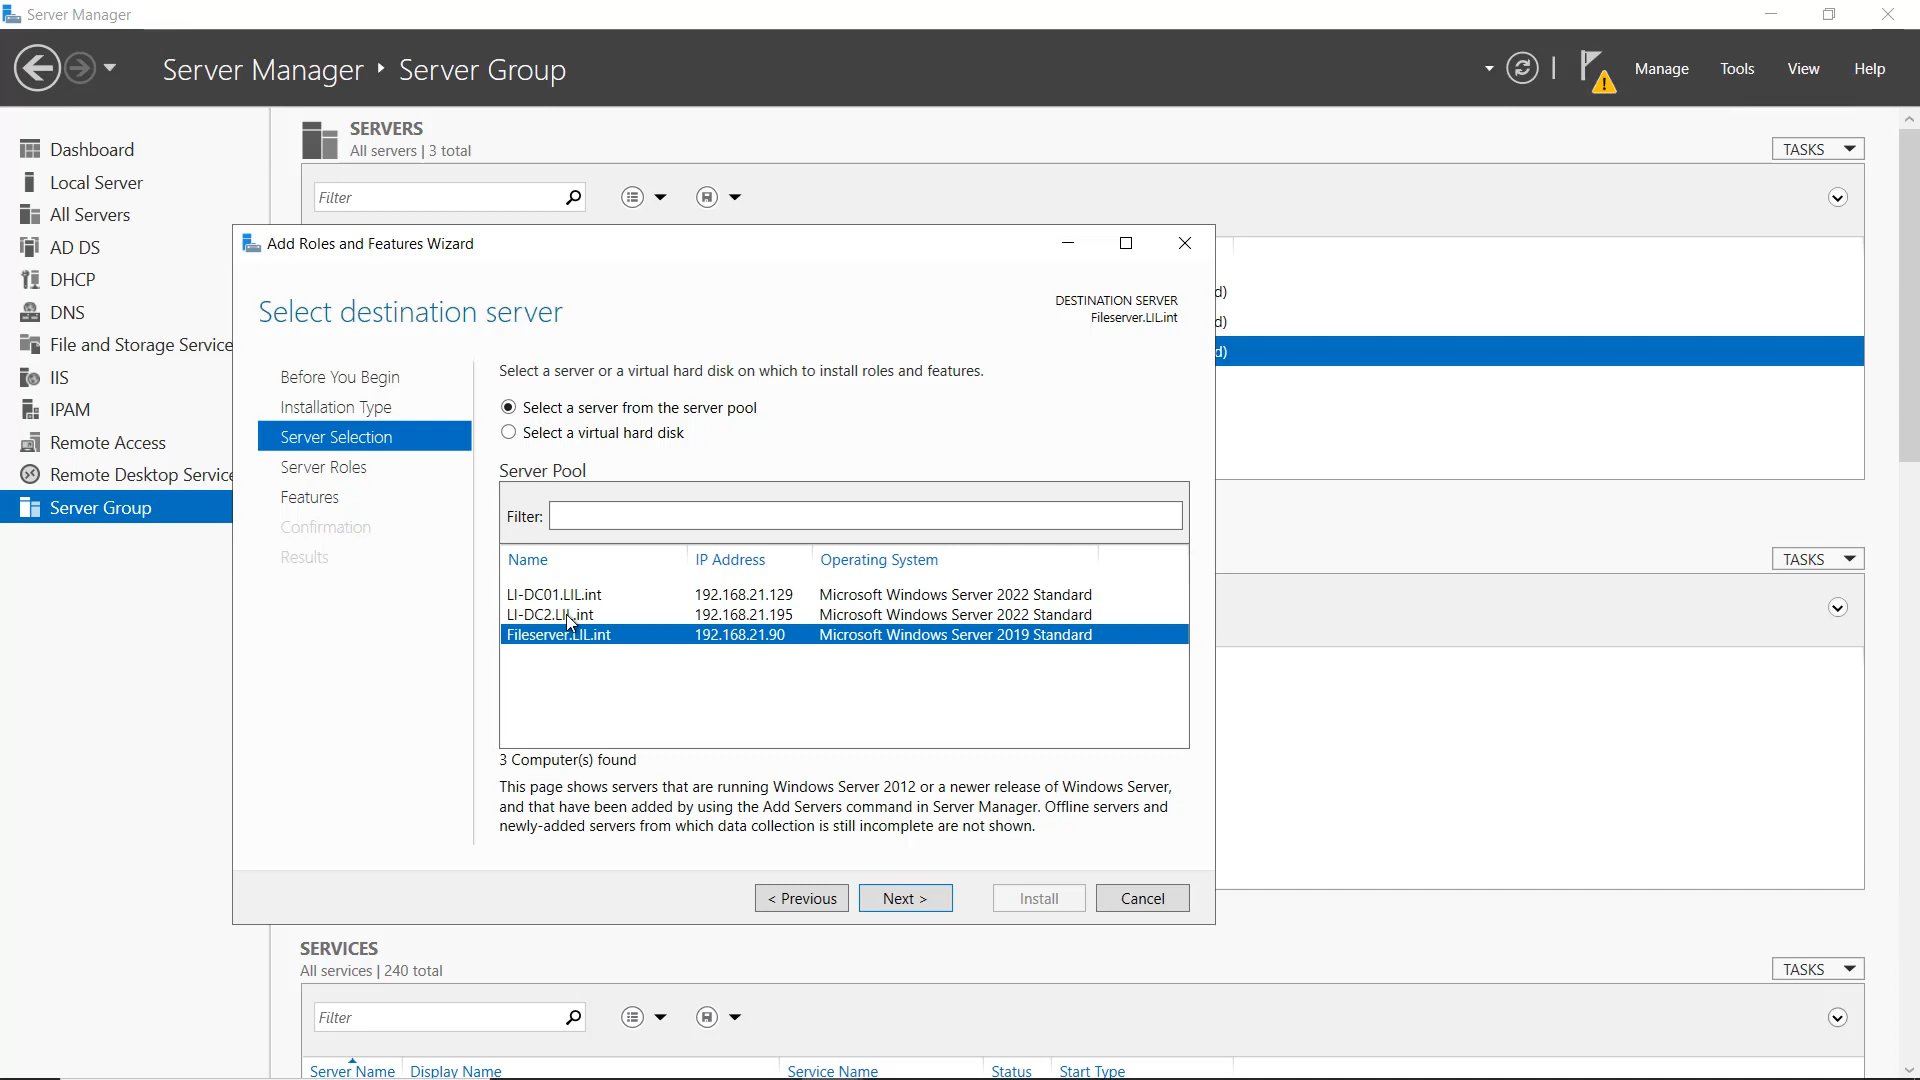 Server Manager
Server Manager ‣ Server Group
Manage
Tools
View
Help
Dashboard
Local Server
All Servers
AD DS
DHCP
DNS
File and Storage Service
IIS
IPAM
Remote Access
Remote Desktop Service
Server Group
SERVERS
All servers | 3 total
TASKS
Filter
d)
d)
d)
Add Roles and Features Wizard
Select destination server
DESTINATION SERVER
Fileserver.LIL.int
Before You Begin
Installation Type
Server Selection
Server Roles
Features
Confirmation
Results
Select a server or a virtual hard disk on which to install roles and features.
Select a server from the server pool
Select a virtual hard disk
Server Pool
Filter:
Name IP Address Operating System
LI-DC01.LIL.int 192.168.21.129 Microsoft Windows Server 2022 Standard
LI-DC2.LIL.int 192.168.21.195 Microsoft Windows Server 2022 Standard
Fileserver.LIL.int 192.168.21.90 Microsoft Windows Server 2019 Standard
3 Computer(s) found
This page shows servers that are running Windows Server 2012 or a newer release of Windows Server,
and that have been added by using the Add Servers command in Server Manager. Offline servers and
newly-added servers from which data collection is still incomplete are not shown.
< Previous
Next >
Install
Cancel
TASKS
SERVICES
All services | 240 total
TASKS
Filter
Server Name Display Name Service Name Status Start Type